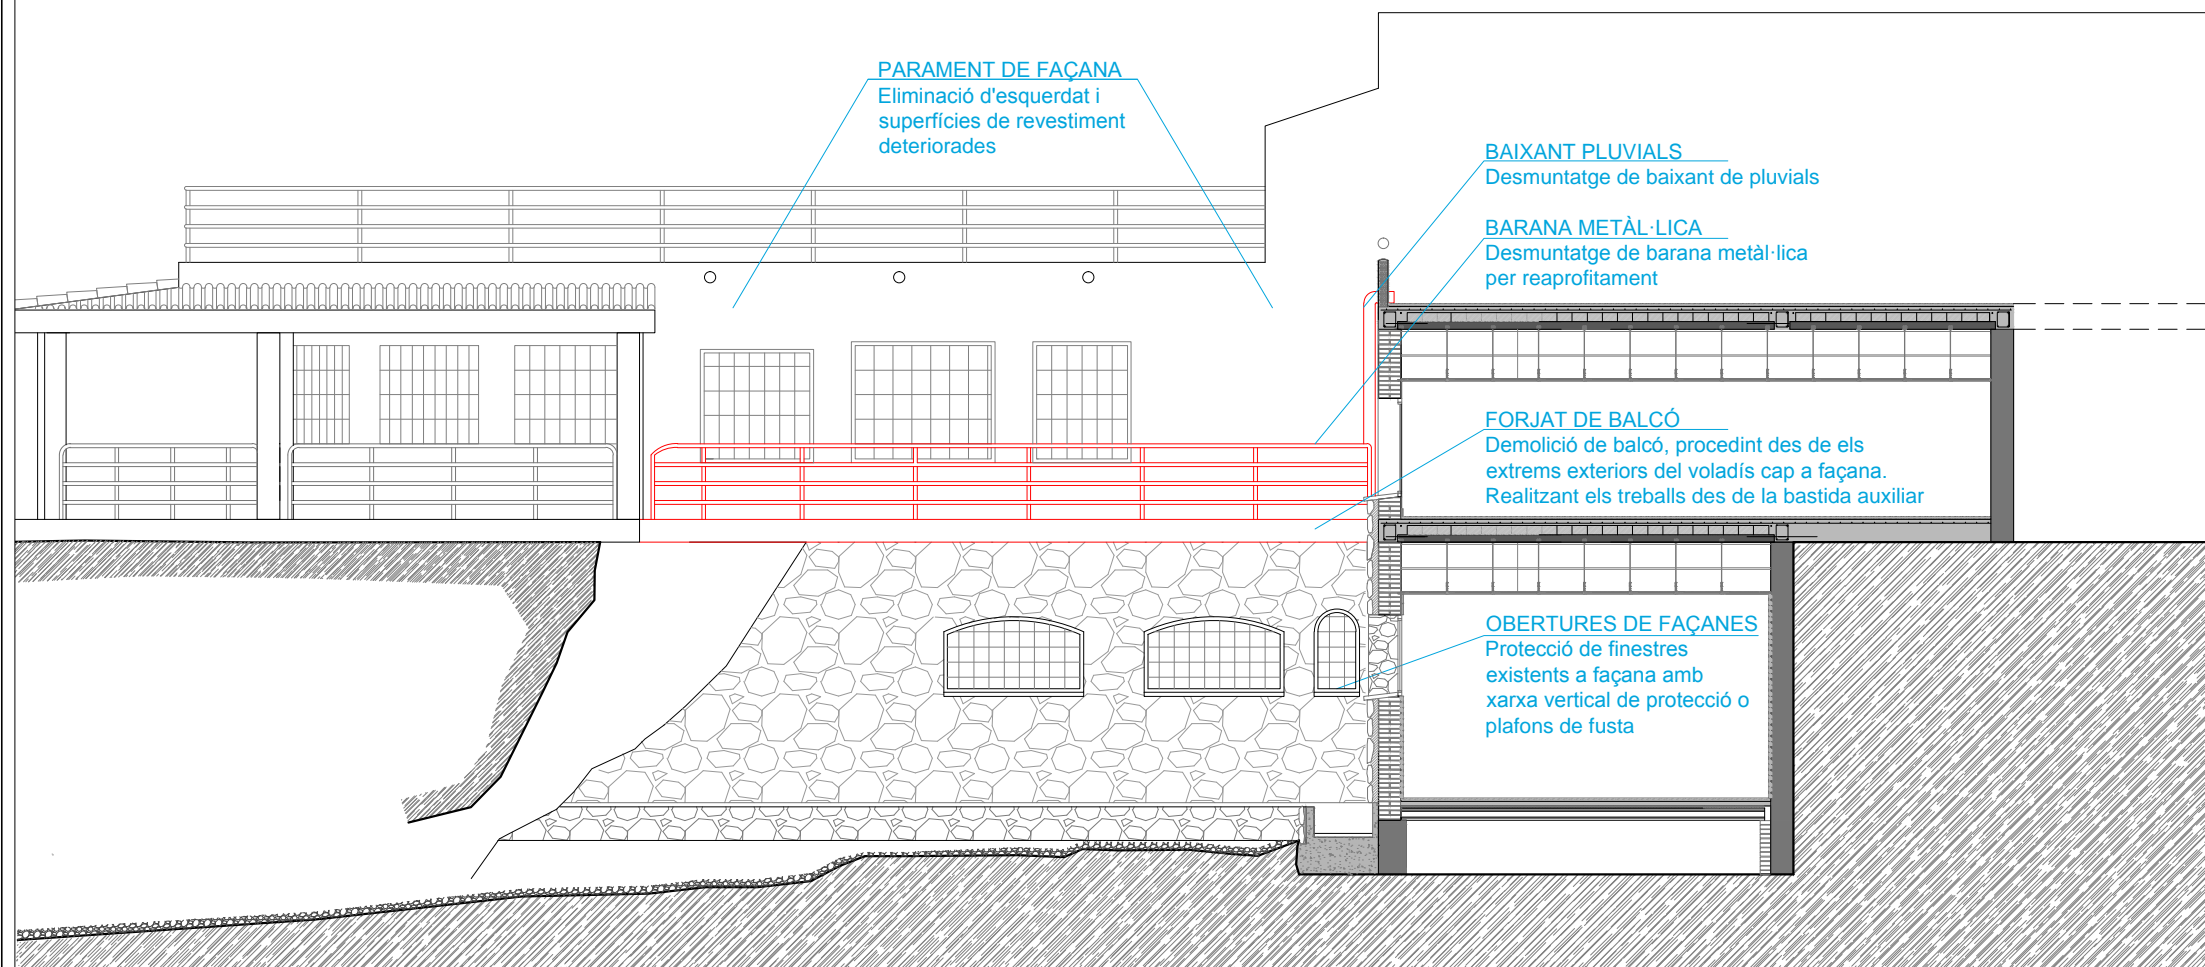 PARAMENT DE FAÇANA
Eliminació d'esquerdat i
superfícies de revestiment
deteriorades
BAIXANT PLUVIALS
Desmuntatge de baixant de pluvials
BARANA METÀL·LICA
Desmuntatge de barana metàl·lica
per reaprofitament
FORJAT DE BALCÓ
Demolició de balcó, procedint des de els
extrems exteriors del voladís cap a façana.
Realitzant els treballs des de la bastida auxiliar
OBERTURES DE FAÇANES
Protecció de finestres
existents a façana amb
xarxa vertical de protecció o
plafons de fusta